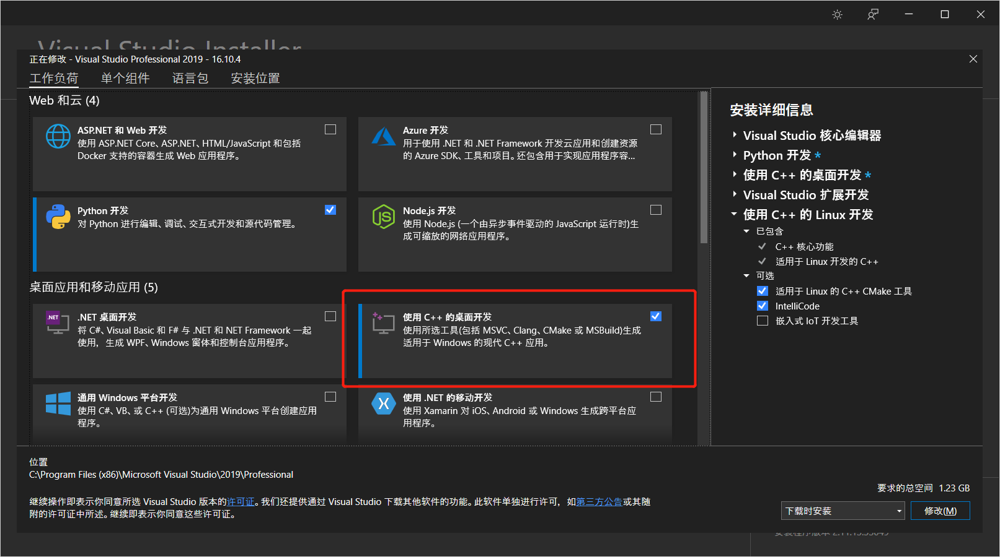 Visual Studio Installer
正在修改 - Visual Studio Professional 2019 - 16.10.4
工作负荷 单个组件 语言包 安装位置
Web 和云 (4)
ASP.NET 和 Web 开发
使用 ASP.NET Core、ASP.NET、HTML/JavaScript 和包括
Docker 支持的容器生成 Web 应用程序。
Azure 开发
用于使用 .NET 和 .NET Framework 开发云应用和创建资源
的 Azure SDK、工具和项目。还包含用于实现应用程序容...
Python 开发
对 Python 进行编辑、调试、交互式开发和源代码管理。
JS
Node.js 开发
使用 Node.js (一个由异步事件驱动的 JavaScript 运行时)生
成可缩放的网络应用程序。
桌面应用和移动应用 (5)
.NET
.NET 桌面开发
将 C#、Visual Basic 和 F# 与 .NET 和 NET Framework 一起
使用，生成 WPF、Windows 窗体和控制台应用程序。
使用 C++ 的桌面开发
使用所选工具(包括 MSVC、Clang、CMake 或 MSBuild)生成
适用于 Windows 的现代 C++ 应用。
通用 Windows 平台开发
使用 C#、VB、或 C++ (可选)为通用 Windows 平台创建应用
程序。
使用 .NET 的移动开发
使用 Xamarin 对 iOS、Android 或 Windows 生成跨平台应
用程序。
安装详细信息
Visual Studio 核心编辑器
Python 开发 *
使用 C++ 的桌面开发 *
Visual Studio 扩展开发
使用 C++ 的 Linux 开发
已包含
C++ 核心功能
适用于 Linux 开发的 C++
可选
适用于 Linux 的 C++ CMake 工具
IntelliCode
嵌入式 IoT 开发工具
位置
C:\Program Files (x86)\Microsoft Visual Studio\2019\Professional
继续操作即表示你同意所选 Visual Studio 版本的许可证。我们还提供通过 Visual Studio 下载其他软件的功能。此软件单独进行许可，如第三方公告或其随
附的许可证中所述。继续即表示你同意这些许可证。
要求的总空间 1.23 GB
下载时安装
修改(M)